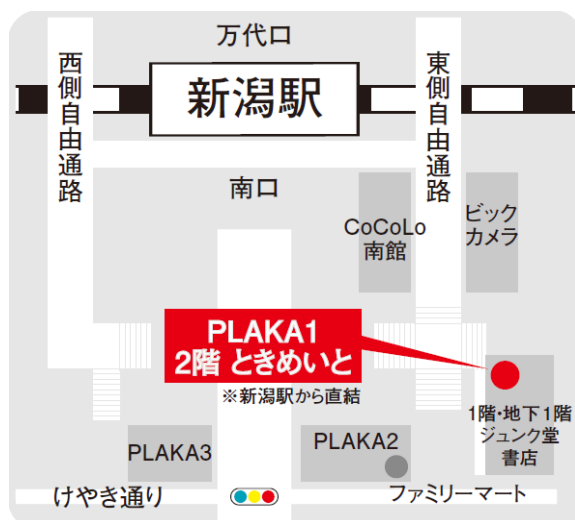 万代口
新潟駅
西側自由通路
東側自由通路
南口
CoCoLo
南館
ビック
カメラ
PLAKA1
2階 ときめいと
※新潟駅から直結
1階・地下1階
ジュンク堂
書店
PLAKA3
PLAKA2
けやき通り
ファミリーマート